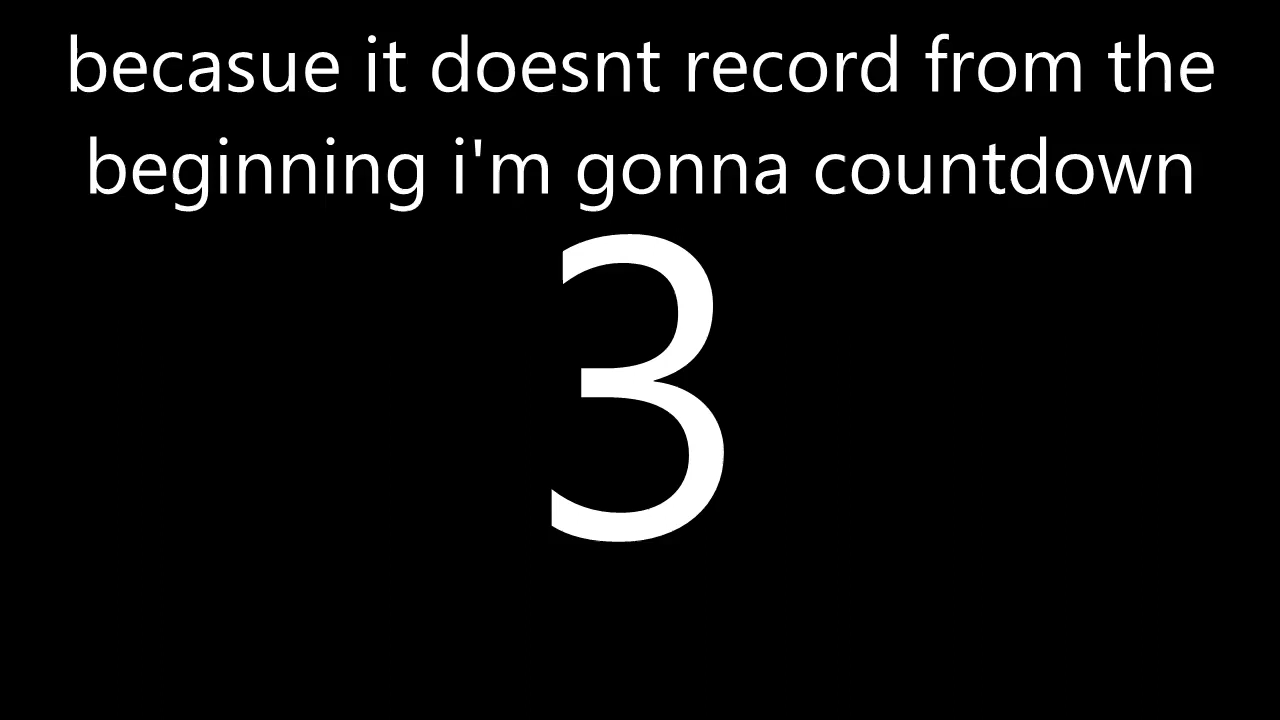 becasue it doesnt record from the
beginning i'm gonna countdown
3